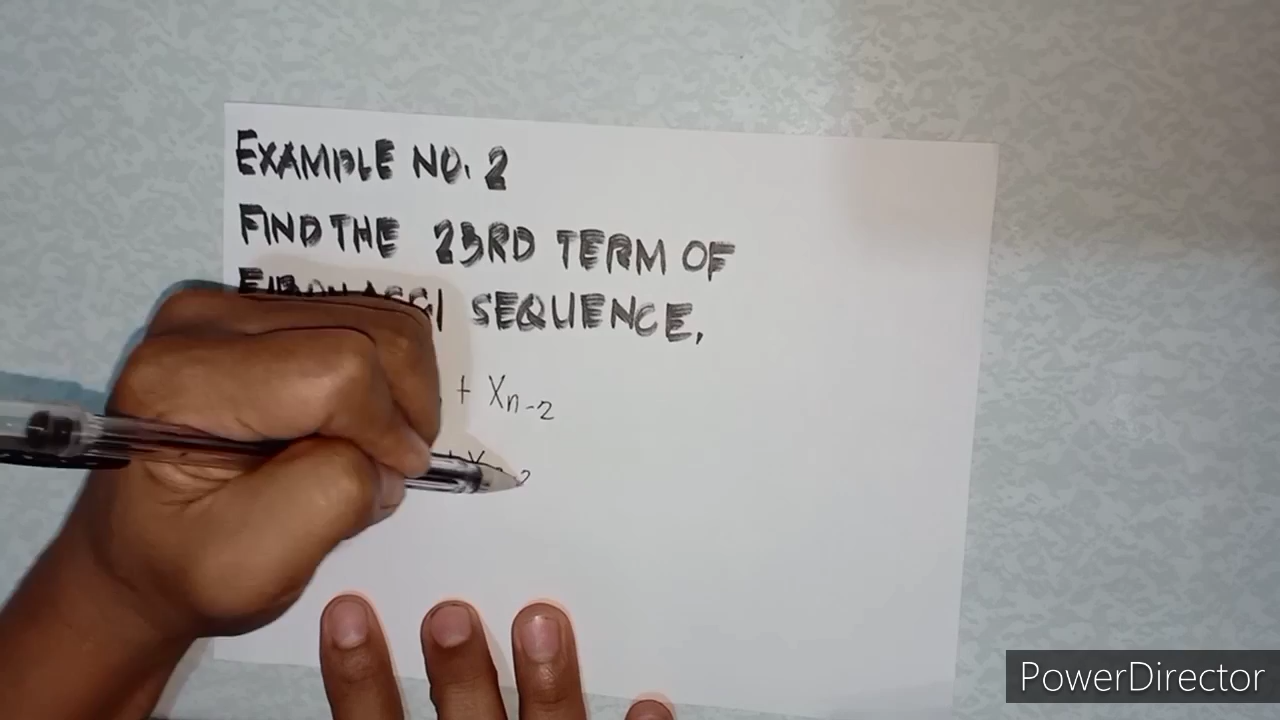 EXAMPLE NO. 2
FIND THE 23RD TERM OF
SEQUENCE.
+ Xn-2
PowerDirector